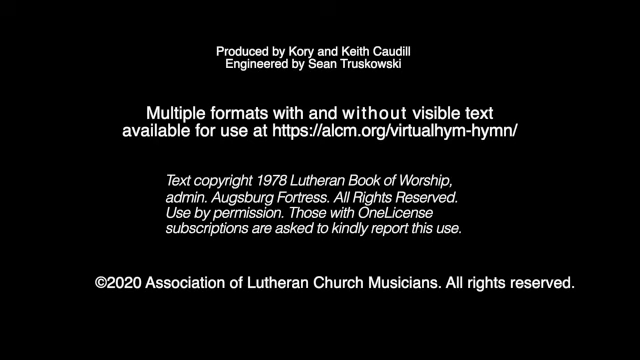 Produced by Kory and Keith Caudill
Engineered by Sean Truskowski
Multiple formats with and without visible text
available for use at https://alcm.org/virtualhym-hymn/
Text copyright 1978 Lutheran Book of Worship,
admin. Augsburg Fortress. All Rights Reserved.
Use by permission. Those with OneLicense
subscriptions are asked to kindly report this use.
©2020 Association of Lutheran Church Musicians. All rights reserved.